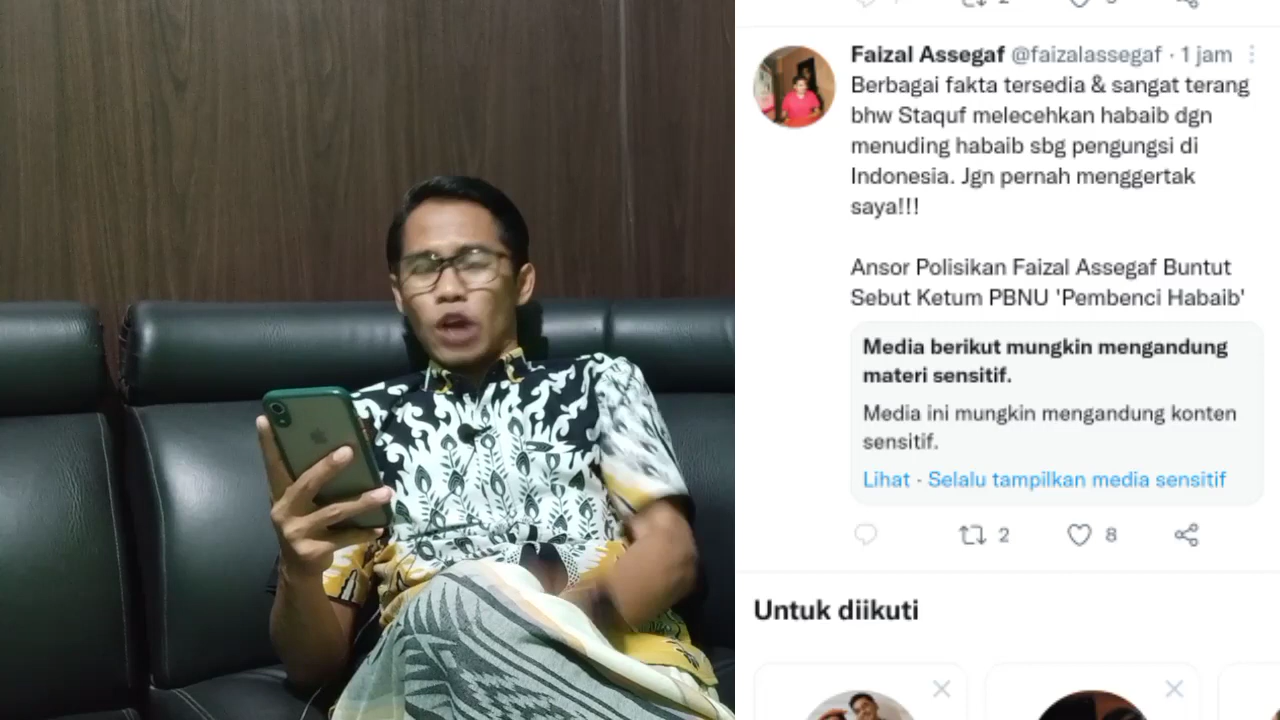 2
Faizal Assegaf @faizalassegaf · 1 jam
Berbagai fakta tersedia & sangat terang
bhw Staquf melecehkan habaib dgn
menuding habaib sbg pengungsi di
Indonesia. Jgn pernah menggertak
saya!!!
Ansor Polisikan Faizal Assegaf Buntut
Sebut Ketum PBNU 'Pembenci Habaib'
Media berikut mungkin mengandung
materi sensitif.
Media ini mungkin mengandung konten
sensitif.
Lihat · Selalu tampilkan media sensitif
2 8
Untuk diikuti